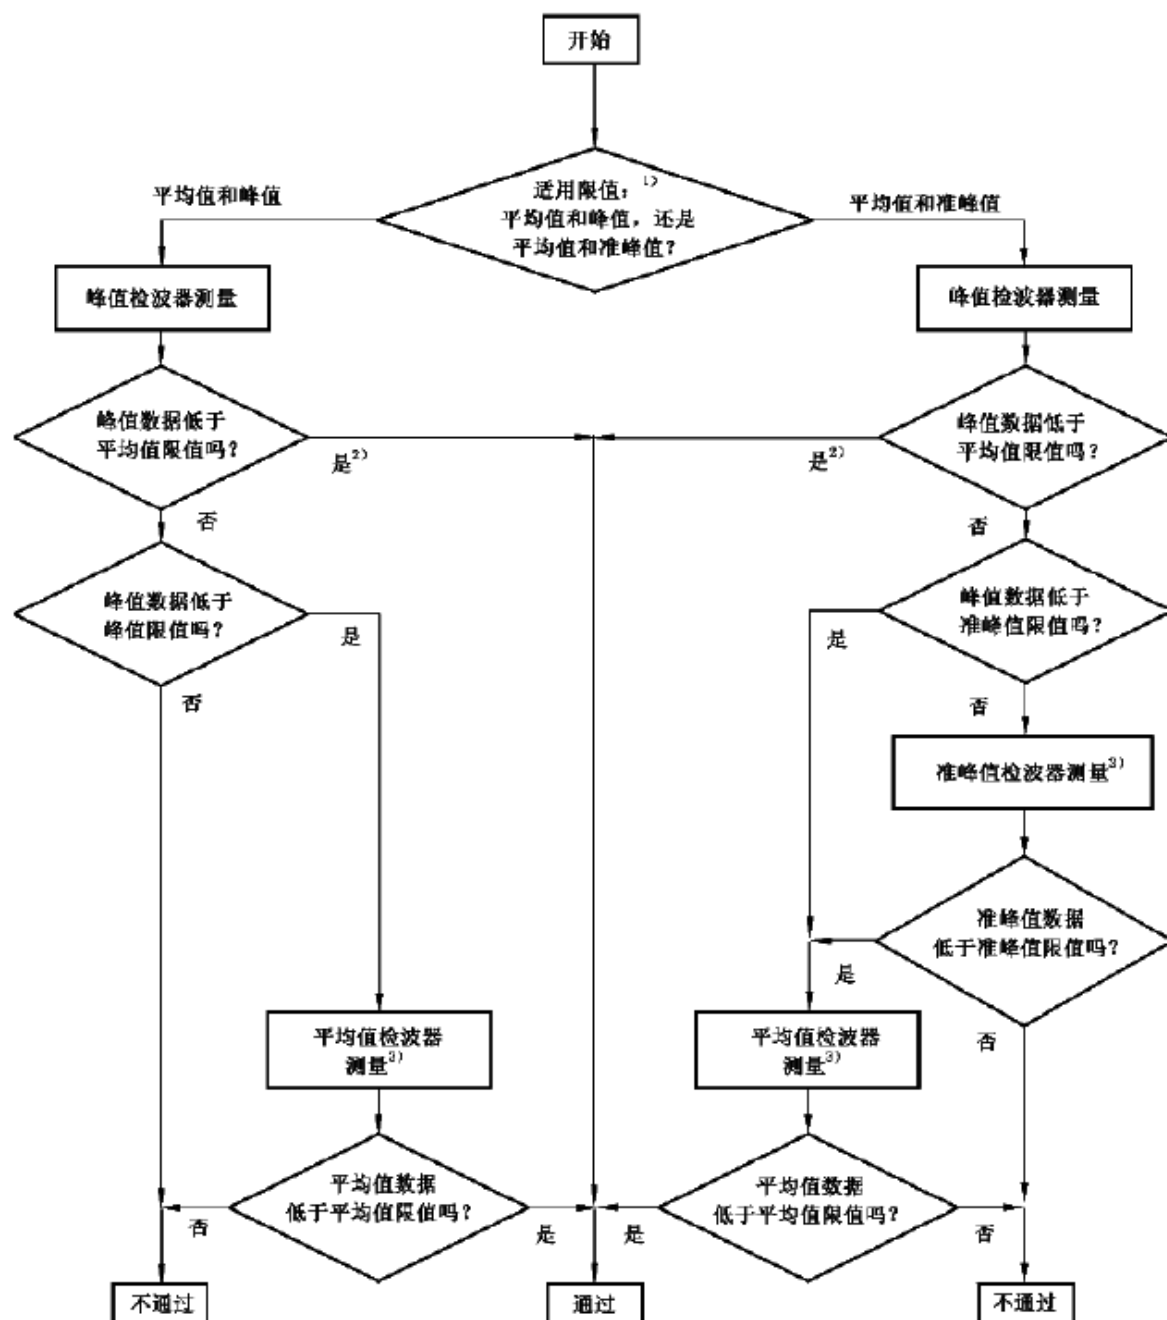 开始
适用限值：1)
平均值和峰值，还是
平均值和准峰值？
平均值和峰值
平均值和准峰值
峰值检波器测量
峰值检波器测量
峰值数据低于
平均值限值吗？
是2)
是2)
峰值数据低于
平均值限值吗？
否
否
峰值数据低于
峰值限值吗？
是
否
峰值数据低于
准峰值限值吗？
是
否
准峰值检波器测量3)
准峰值数据
低于准峰值限值吗？
是
否
平均值检波器
测量3)
平均值检波器
测量3)
平均值数据
低于平均值限值吗？
否
是
平均值数据
低于平均值限值吗？
是
否
不通过
通过
不通过